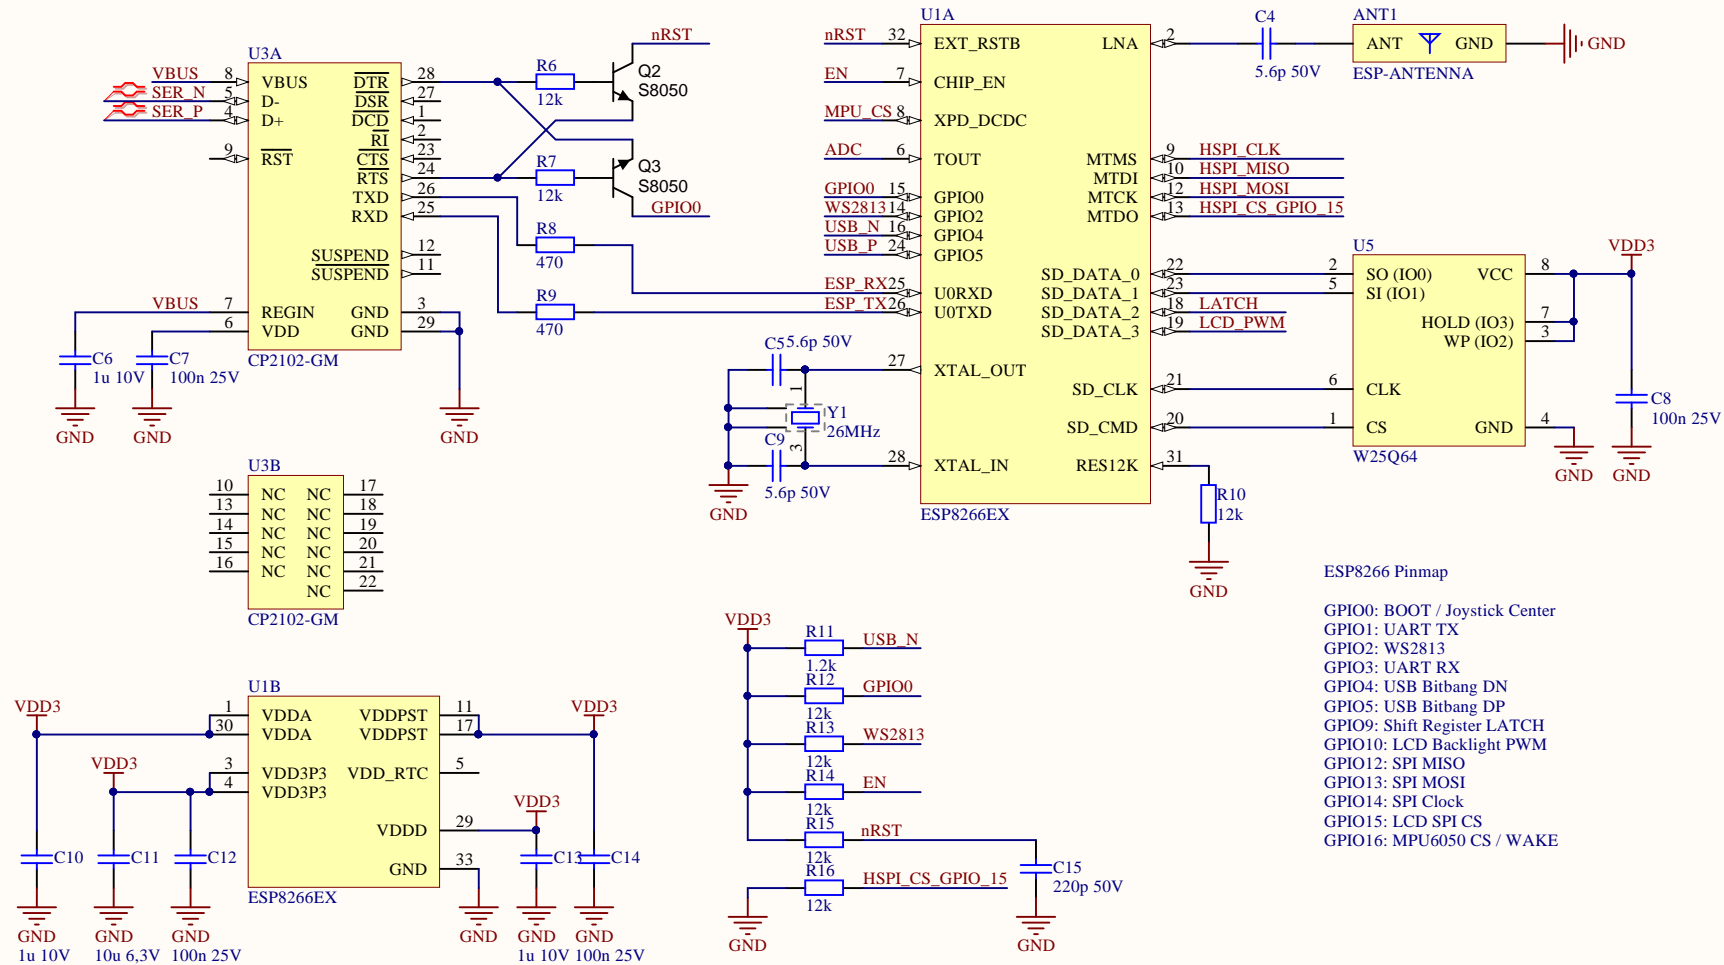 U3A
VBUS 8 VBUS DTR 28
SER_N 5 D- DSR 27
SER_P 4 D+ DCD 1
RI 2
9 RST CTS 23
RTS 24
TXD 26
RXD 25
SUSPEND 12
SUSPEND 11
VBUS 7 REGIN GND 3
6 VDD GND 29
CP2102-GM
C6
1u 10V
C7
100n 25V
GND
GND
GND
R6
12k
R7
12k
R8
470
R9
470
nRST
Q2
S8050
Q3
S8050
GPIO0
U1A
nRST 32 EXT_RSTB LNA 2
EN 7 CHIP_EN
MPU_CS 8 XPD_DCDC
ADC 6 TOUT MTMS 9 HSPI_CLK
MTDI 10 HSPI_MISO
GPIO0 15 GPIO0 MTCK 12 HSPI_MOSI
WS2813 14 GPIO2 MTDO 13 HSPI_CS_GPIO_15
USB_N 16 GPIO4
USB_P 24 GPIO5
SD_DATA_0 22
ESP_RX 25 U0RXD SD_DATA_1 23
ESP_TX 26 U0TXD SD_DATA_2 18 LATCH
SD_DATA_3 19 LCD_PWM
27 XTAL_OUT
SD_CLK 21
SD_CMD 20
28 XTAL_IN RES12K 31
ESP8266EX
C5 5.6p 50V
1
Y1
26MHz
3
C9
5.6p 50V
GND
C4
5.6p 50V
ANT1
ANT GND
ESP-ANTENNA
GND
U5
2 SO (IO0) VCC 8
5 SI (IO1)
HOLD (IO3) 7
WP (IO2) 3
6 CLK
1 CS GND 4
W25Q64
VDD3
C8
100n 25V
GND
GND
R10
12k
GND
U3B
10 NC NC 17
13 NC NC 18
14 NC NC 19
15 NC NC 20
16 NC NC 21
NC 22
CP2102-GM
U1B
1 VDDA VDDPST 11
30 VDDA VDDPST 17
3 VDD3P3 VDD_RTC 5
4 VDD3P3
VDDD 29
GND 33
ESP8266EX
VDD3
VDD3
VDD3
VDD3
C10
C11
C12
C13
C14
GND
GND
GND
GND
GND
GND
1u 10V
10u 6,3V
100n 25V
1u 10V
100n 25V
VDD3
R11
USB_N
1.2k
R12
GPIO0
12k
R13
WS2813
12k
R14
EN
12k
R15
nRST
12k
R16
HSPI_CS_GPIO_15
12k
C15
220p 50V
GND
GND
ESP8266 Pinmap
GPIO0: BOOT / Joystick Center
GPIO1: UART TX
GPIO2: WS2813
GPIO3: UART RX
GPIO4: USB Bitbang DN
GPIO5: USB Bitbang DP
GPIO9: Shift Register LATCH
GPIO10: LCD Backlight PWM
GPIO12: SPI MISO
GPIO13: SPI MOSI
GPIO14: SPI Clock
GPIO15: LCD SPI CS
GPIO16: MPU6050 CS / WAKE